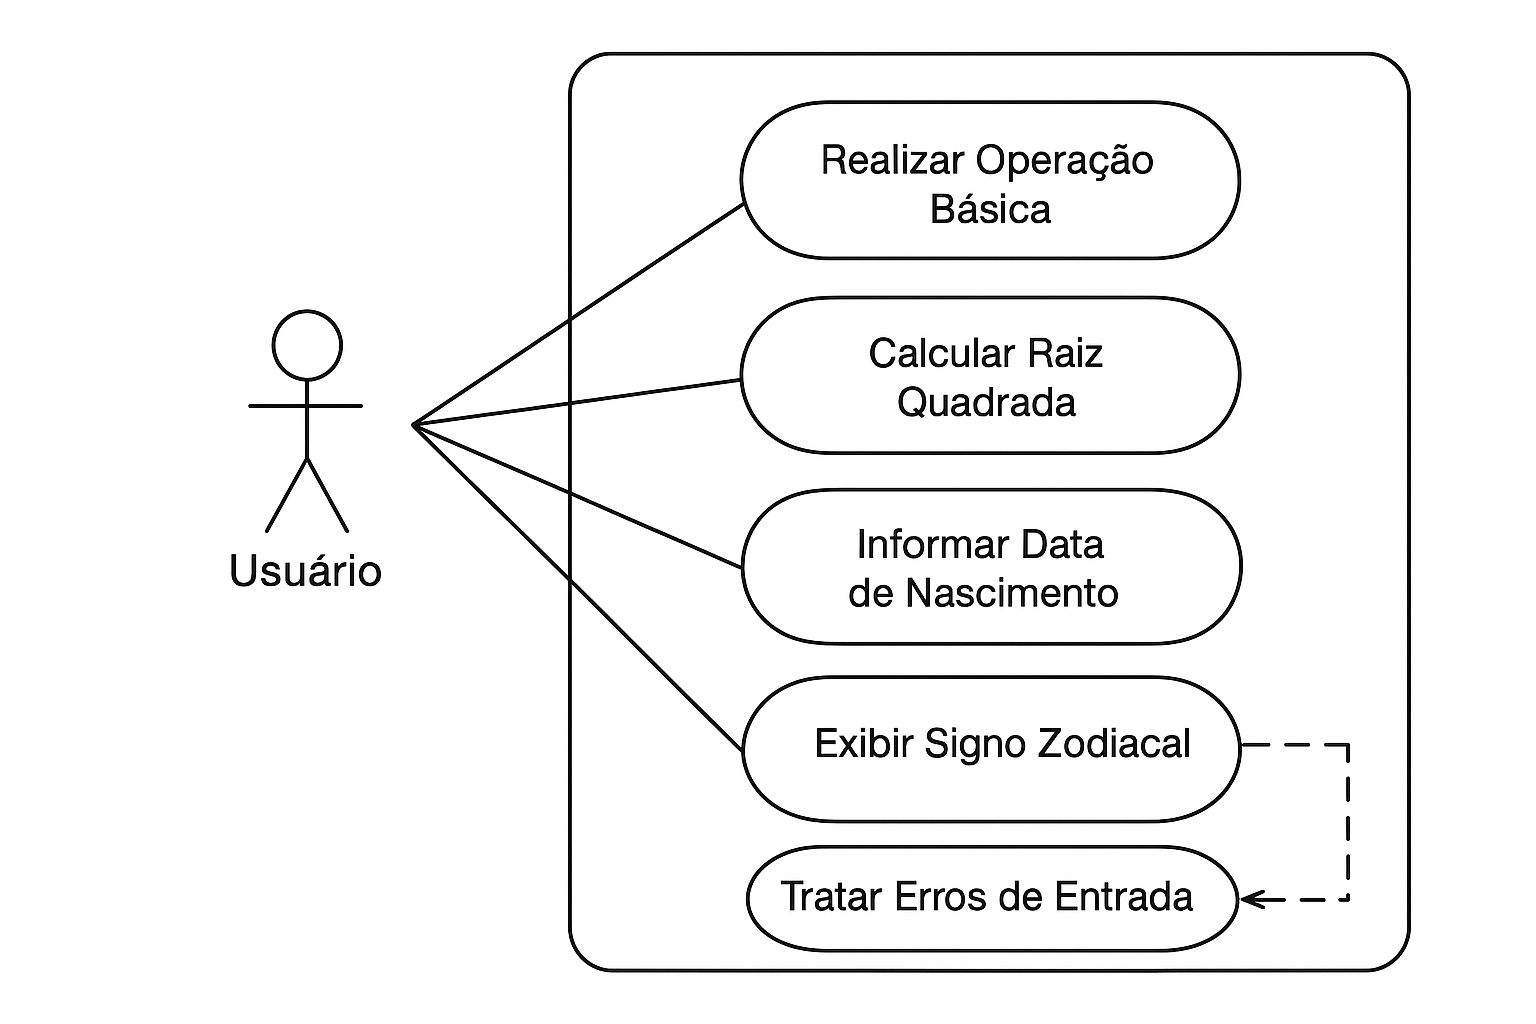 Realizar Operação
Básica
Calcular Raiz
Quadrada
Informar Data
de Nascimento
Usuário
Exibir Signo Zodiacal
Tratar Erros de Entrada